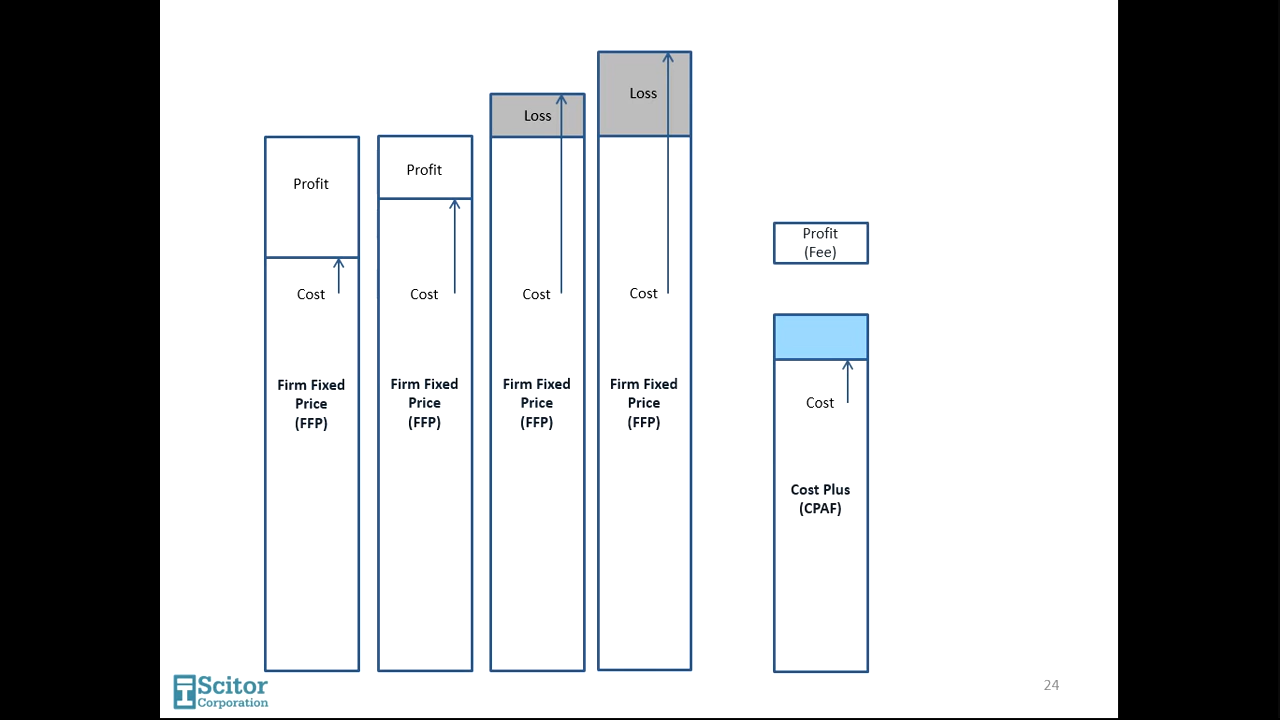 Profit
Cost
Firm Fixed
Price
(FFP)
Profit
Cost
Firm Fixed
Price
(FFP)
Loss
Cost
Firm Fixed
Price
(FFP)
Loss
Cost
Firm Fixed
Price
(FFP)
Profit
(Fee)
Cost
Cost Plus
(CPAF)
Scitor
Corporation
24